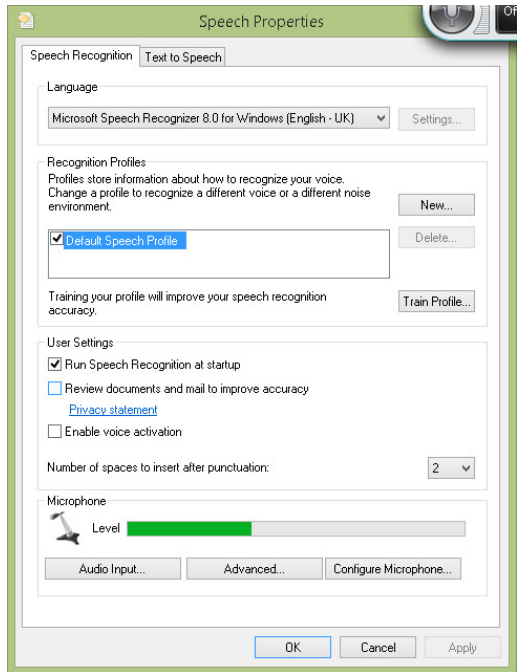 Speech Properties
Of
Speech Recognition
Text to Speech
Language
Microsoft Speech Recognizer 8.0 for Windows (English - UK)
Settings...
Recognition Profiles
Profiles store information about how to recognize your voice.
Change a profile to recognize a different voice or a different noise
environment.
New...
Default Speech Profile
Delete...
Training your profile will improve your speech recognition
accuracy.
Train Profile...
User Settings
Run Speech Recognition at startup
Review documents and mail to improve accuracy
Privacy statement
Enable voice activation
Number of spaces to insert after punctuation:
2
Microphone
Level
Audio Input...
Advanced...
Configure Microphone...
OK
Cancel
Apply